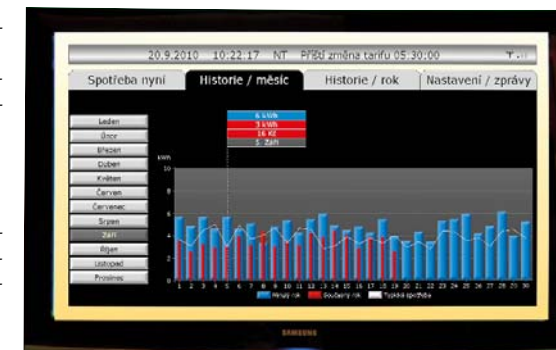 20.9.2010 10:22:17 NT Příští změna tarifu 05:30:00
Spotřeba nyní Historie / měsíc Historie / rok Nastavení / zprávy
6 kWh
3 kWh
16 Kč
5. Září
Leden
Únor
Březen
Duben
Květen
Červen
Červenec
Srpen
Září
Říjen
Listopad
Prosinec
kWh
10
8
6
4
2
0
1 2 3 4 5 6 7 8 9 10 11 12 13 14 15 16 17 18 19 20 21 22 23 24 25 26 27 28 29 30
Minulý rok Současný rok Typická spotřeba
SAMSUNG